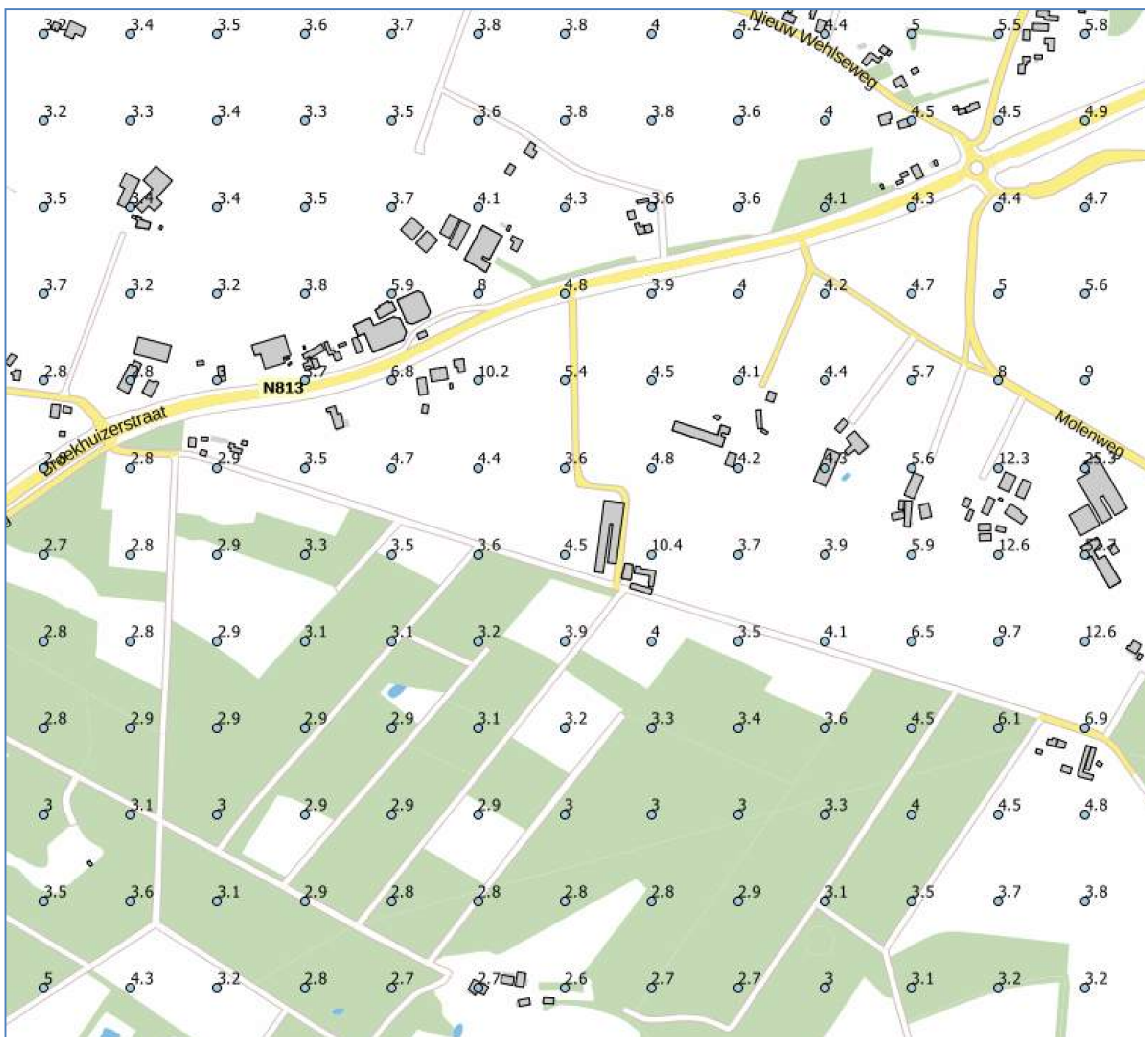 3.4 3.5 3.6 3.7 3.8 3.8 4 4.2 4.4 5 5.5 5.8
Nieuw Wehlseweg
3.2 3.3 3.4 3.3 3.5 3.6 3.8 3.8 3.6 4 4.5 4.5 4.9
3.5 3.4 3.4 3.5 3.7 4.1 4.3 3.6 3.6 4.1 4.3 4.4 4.7
3.7 3.2 3.2 3.8 5.9 8 4.8 3.9 4 4.2 4.7 5 5.6
2.8 2.8 6.8 10.2 5.4 4.5 4.1 4.4 5.7 8 9
N813
Broekhuizerstraat
Molenweg
2.8 2.9 3.5 4.7 4.4 3.6 4.8 4.2 4.3 5.6 12.3 25.3
2.7 2.8 2.9 3.3 3.5 3.6 4.5 10.4 3.7 3.9 5.9 12.6
2.8 2.8 2.9 3.1 3.1 3.2 3.9 4 3.5 4.1 6.5 9.7 12.6
2.8 2.9 2.9 2.9 2.9 3.1 3.2 3.3 3.4 3.6 4.5 6.1 6.9
3 3.1 3 2.9 2.9 2.9 3 3 3 3.3 4 4.5 4.8
3.5 3.6 3.1 2.9 2.8 2.8 2.8 2.8 2.9 3.1 3.5 3.7 3.8
5 4.3 3.2 2.8 2.7 2.7 2.6 2.7 2.7 3 3.1 3.2 3.2